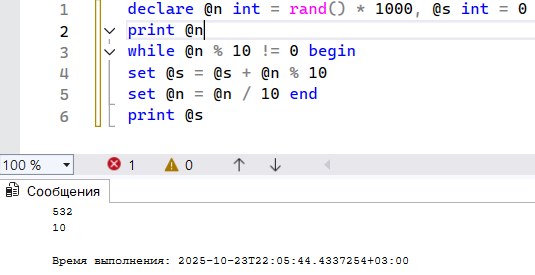 1 declare @n int = rand() * 1000, @s int = 0
2 print @n
3 while @n % 10 != 0 begin
4 set @s = @s + @n % 10
5 set @n = @n / 10 end
6 print @s
100 % 1 0
Сообщения
532
10
Время выполнения: 2025-10-23T22:05:44.4337254+03:00